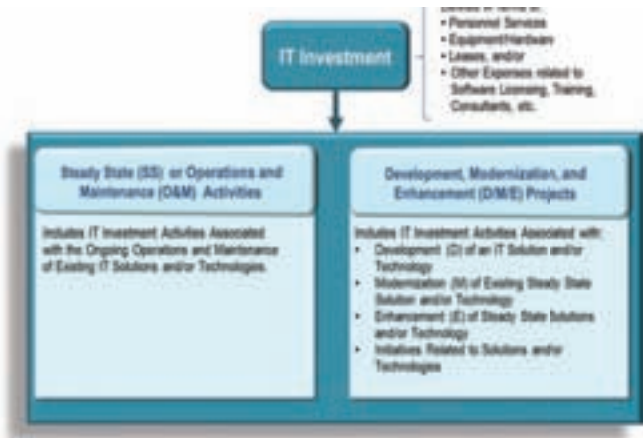 • Personnel Services
• Equipment/Hardware
• Leases, and/or
• Other Expenses related to
Software Licensing, Training,
Consultants, etc.
IT Investment
Steady State (SS) or Operations and
Maintenance (O&M) Activities
Includes IT Investment Activities Associated
with the Ongoing Operations and Maintenance
of Existing IT Solutions and/or Technologies.
Development, Modernization, and
Enhancement (D/M/E) Projects
Includes IT Investment Activities Associated with:
• Development (D) of an IT Solution and/or
Technology
• Modernization (M) of Existing Steady State
Solution and/or Technology
• Enhancement (E) of Steady State Solutions
and/or Technology
• Initiatives Related to Solutions and/or
Technologies